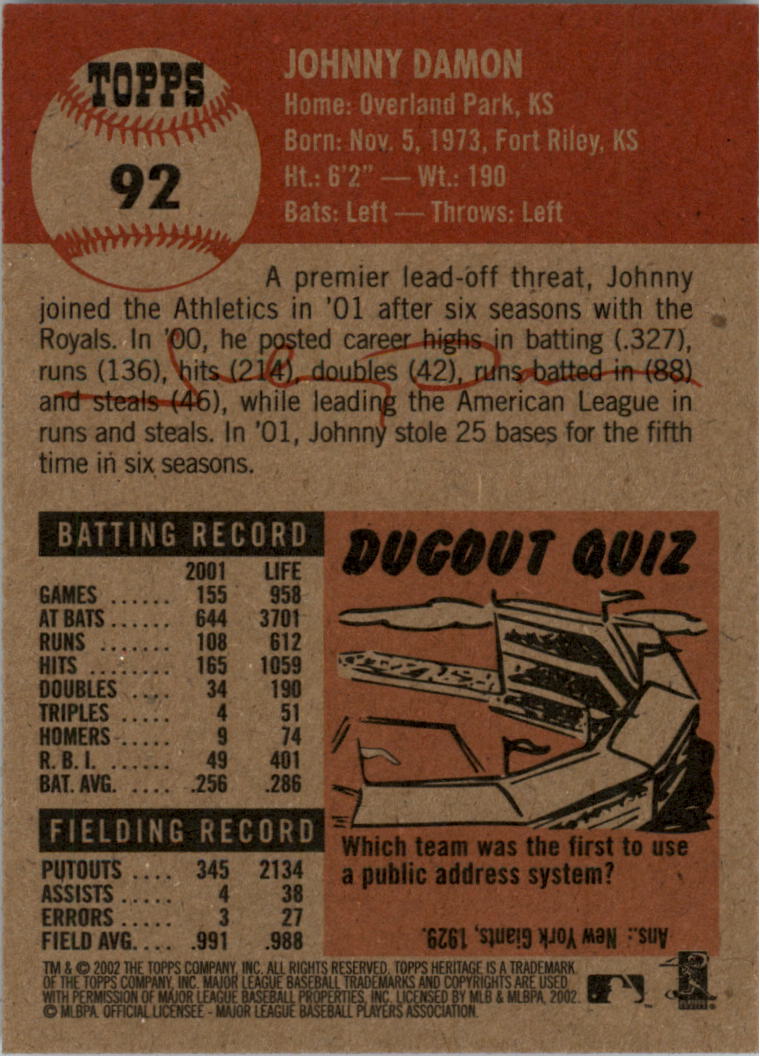 TOPPS
92
JOHNNY DAMON
Home: Overland Park, KS
Born: Nov. 5, 1973, Fort Riley, KS
Ht.: 6'2" — Wt.: 190
Bats: Left — Throws: Left
A premier lead-off threat, Johnny
joined the Athletics in '01 after six seasons with the
Royals. In '00, he posted career highs in batting (.327),
runs (136), hits (214), doubles (42), runs batted in (88)
and steals (46), while leading the American League in
runs and steals. In '01, Johnny stole 25 bases for the fifth
time in six seasons.
BATTING RECORD
2001 LIFE
GAMES ...... 155 958
AT BATS ...... 644 3701
RUNS ....... 108 612
HITS ........ 165 1059
DOUBLES .... 34 190
TRIPLES ..... 4 51
HOMERS ..... 9 74
R. B. I. ...... 49 401
BAT. AVG. .... .256 .286
FIELDING RECORD
PUTOUTS .... 345 2134
ASSISTS ..... 4 38
ERRORS ..... 3 27
FIELD AVG. ... .991 .988
DUGOUT QUIZ
Which team was the first to use
a public address system?
Ans.: New York Giants, 1929.
TM & © 2002 THE TOPPS COMPANY, INC. ALL RIGHTS RESERVED. TOPPS HERITAGE IS A TRADEMARK
OF THE TOPPS COMPANY, INC. MAJOR LEAGUE BASEBALL TRADEMARKS AND COPYRIGHTS ARE USED
WITH PERMISSION OF MAJOR LEAGUE BASEBALL PROPERTIES, INC. LICENSED BY MLB & MLBPA, 2002.
© MLBPA. OFFICIAL LICENSEE - MAJOR LEAGUE BASEBALL PLAYERS ASSOCIATION.